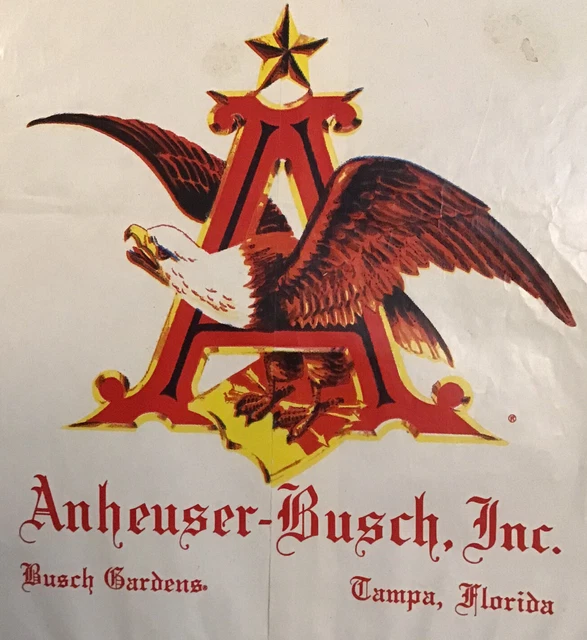 A
®
Anheuser-Busch, Inc.
Busch Gardens. Tampa, Florida